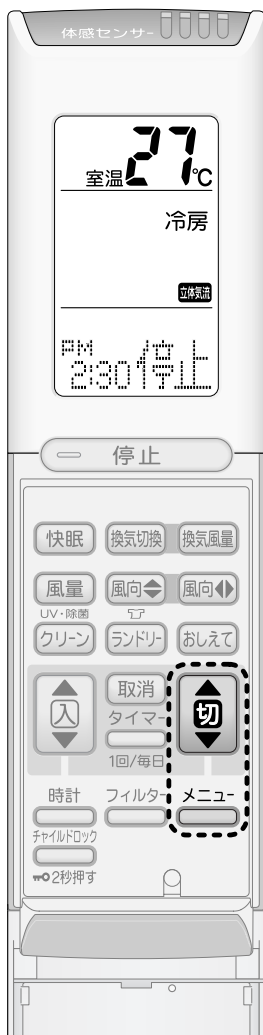 体感センサー
室温27℃
冷房
立体気流
PM 2:30 停止
停止
快眠 換気切換 換気風量
風量 風向 風向
UV・除菌
クリーン ランドリー おしえて
入 取消 切
タイマー
1回/毎日
時計 フィルター メニュー
チャイルドロック
2秒押す